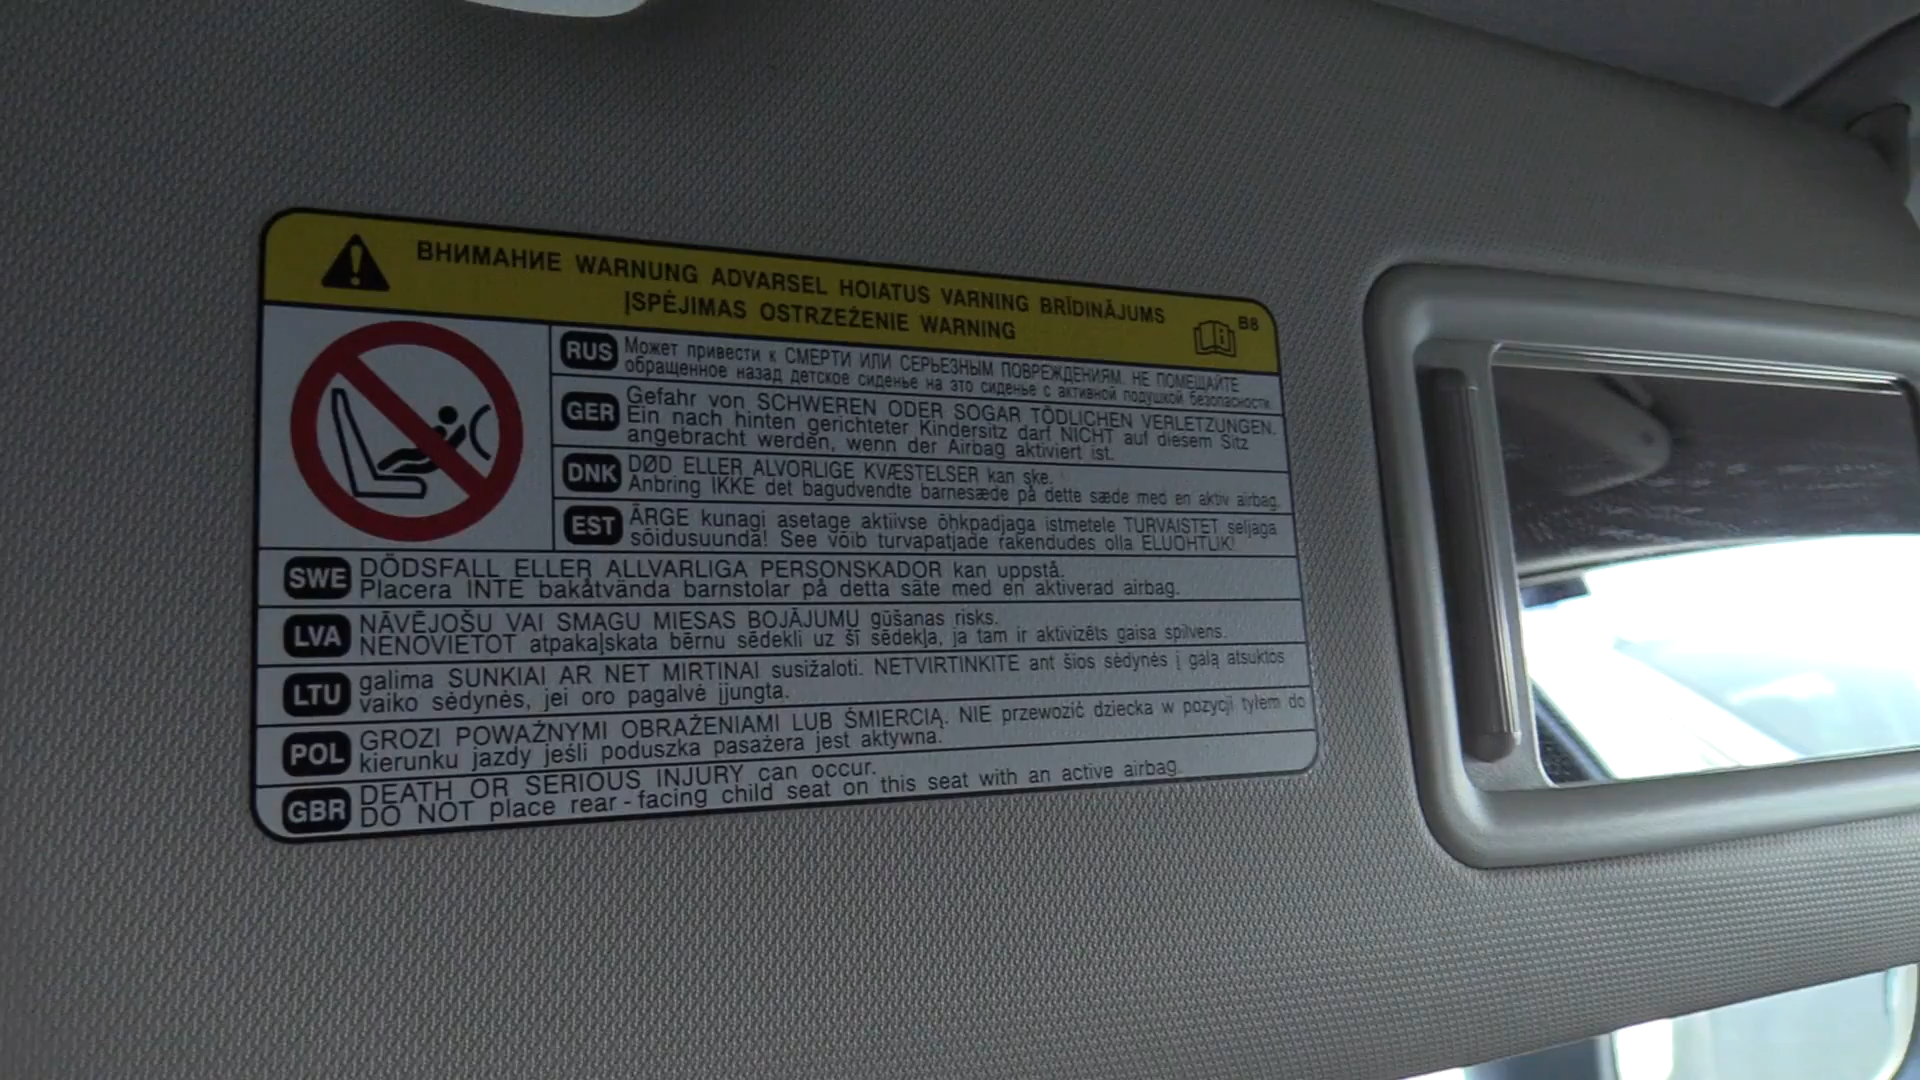 ВНИМАНИЕ WARNUNG ADVARSEL HOIATUS VARNING BRĪDINĀJUMS
ĮSPĖJIMAS OSTRZEŻENIE WARNING
B8
RUS Может привести к СМЕРТИ ИЛИ СЕРЬЕЗНЫМ ПОВРЕЖДЕНИЯМ. НЕ ПОМЕЩАЙТЕ
обращенное назад детское сиденье на это сиденье с активной подушкой безопасности.
GER Gefahr von SCHWEREN ODER SOGAR TÖDLICHEN VERLETZUNGEN.
Ein nach hinten gerichteter Kindersitz darf NICHT auf diesem Sitz
angebracht werden, wenn der Airbag aktiviert ist.
DNK DØD ELLER ALVORLIGE KVÆSTELSER kan ske.
Anbring IKKE det bagudvendte barnesæde på dette sæde med en aktiv airbag.
EST ÄRGE kunagi asetage aktiivse õhkpadjaga istmetele TURVAISTET seljaga
sõidusuunda! See võib turvapatjade rakendudes olla ELUOHTLIK!
SWE DÖDSFALL ELLER ALLVARLIGA PERSONSKADOR kan uppstå.
Placera INTE bakåtvända barnstolar på detta säte med en aktiverad airbag.
LVA NĀVĒJOŠU VAI SMAGU MIESAS BOJĀJUMU gūšanas risks.
NENOVIETOT atpakaļskata bērnu sēdekli uz šī sēdekļa, ja tam ir aktivizēts gaisa spilvens.
LTU galima SUNKIAI AR NET MIRTINAI susižaloti. NETVIRTINKITE ant šios sėdynės į galą atsuktos
vaiko sėdynės, jei oro pagalvė įjungta.
POL GROZI POWAŻNYMI OBRAŻENIAMI LUB ŚMIERCIĄ. NIE przewozić dziecka w pozycji tyłem do
kierunku jazdy jeśli poduszka pasażera jest aktywna.
GBR DEATH OR SERIOUS INJURY can occur.
DO NOT place rear-facing child seat on this seat with an active airbag.